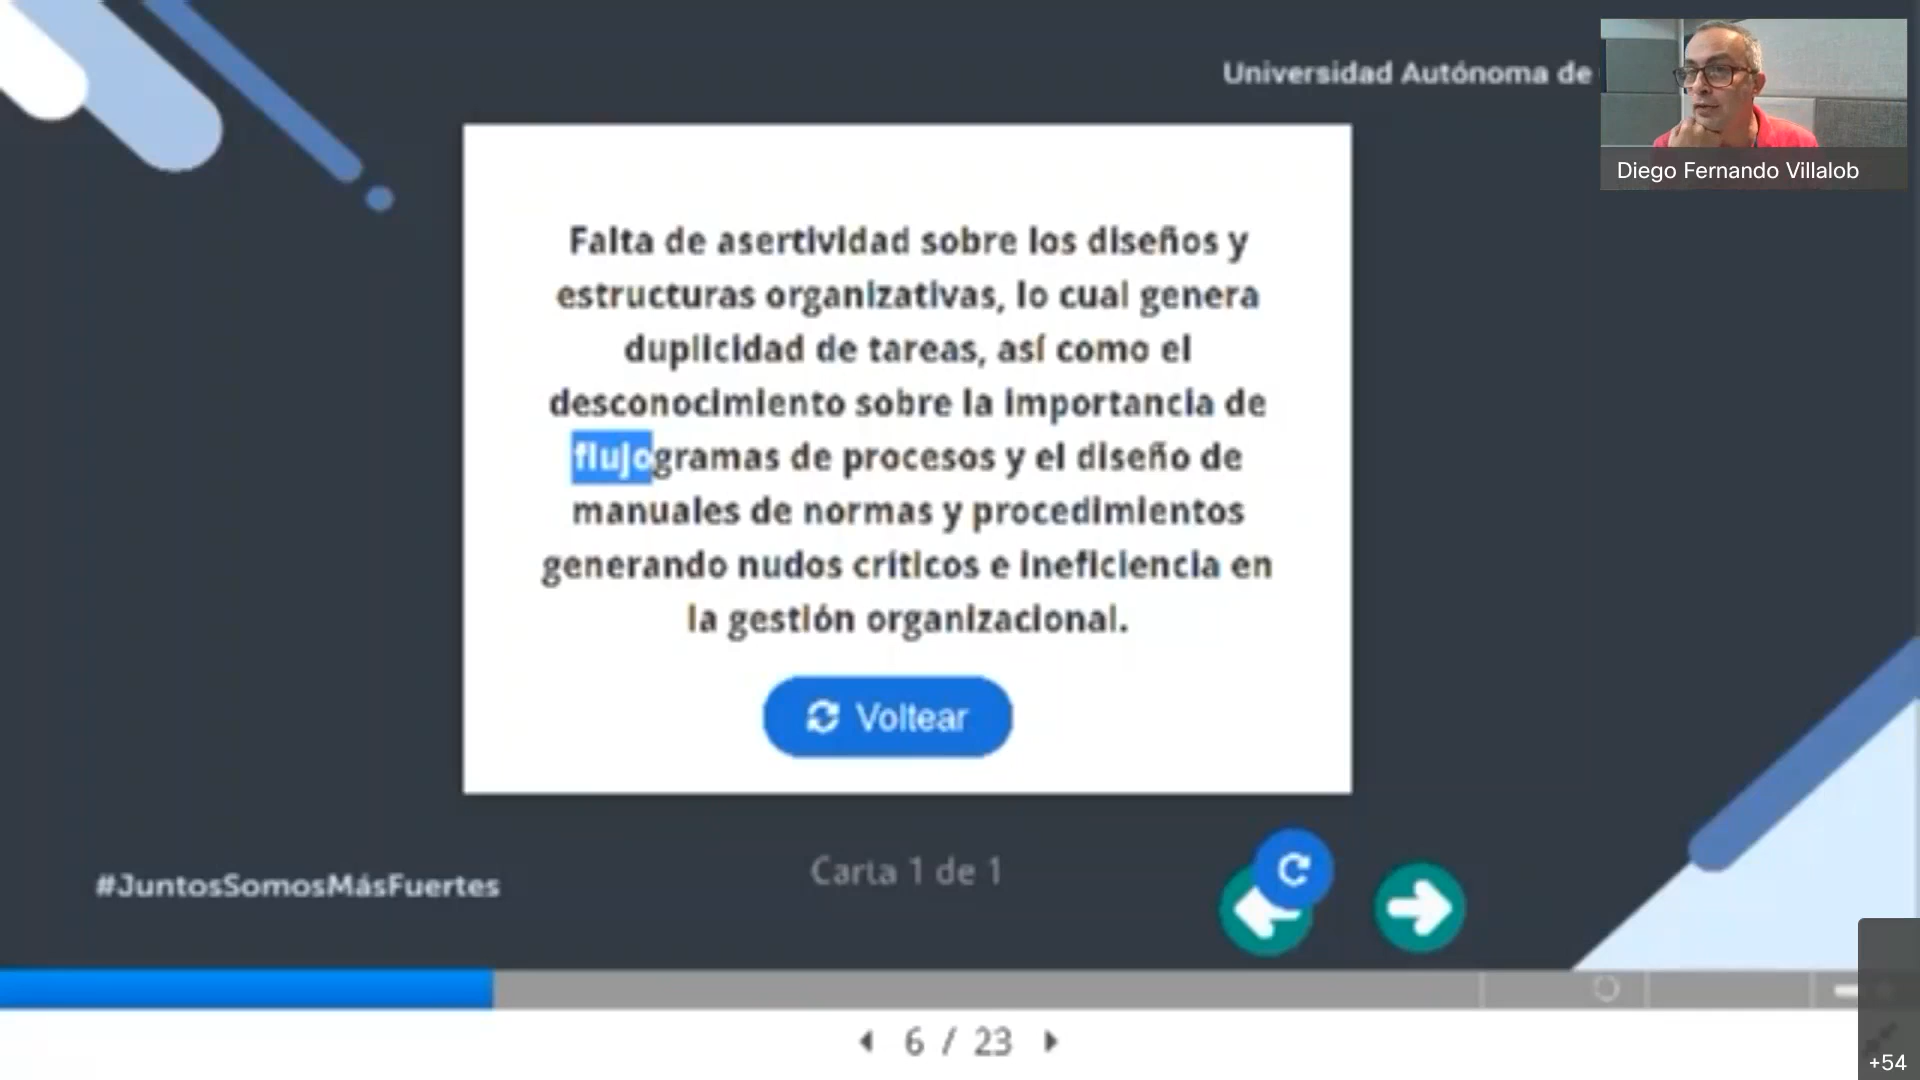 Universidad Autónoma de
Diego Fernando Villalob
Falta de asertividad sobre los diseños y
estructuras organizativas, lo cual genera
duplicidad de tareas, así como el
desconocimiento sobre la importancia de
flujogramas de procesos y el diseño de
manuales de normas y procedimientos
generando nudos críticos e ineficiencia en
la gestión organizacional.
Voltear
Carta 1 de 1
#JuntosSomosMásFuertes
6 / 23
+54